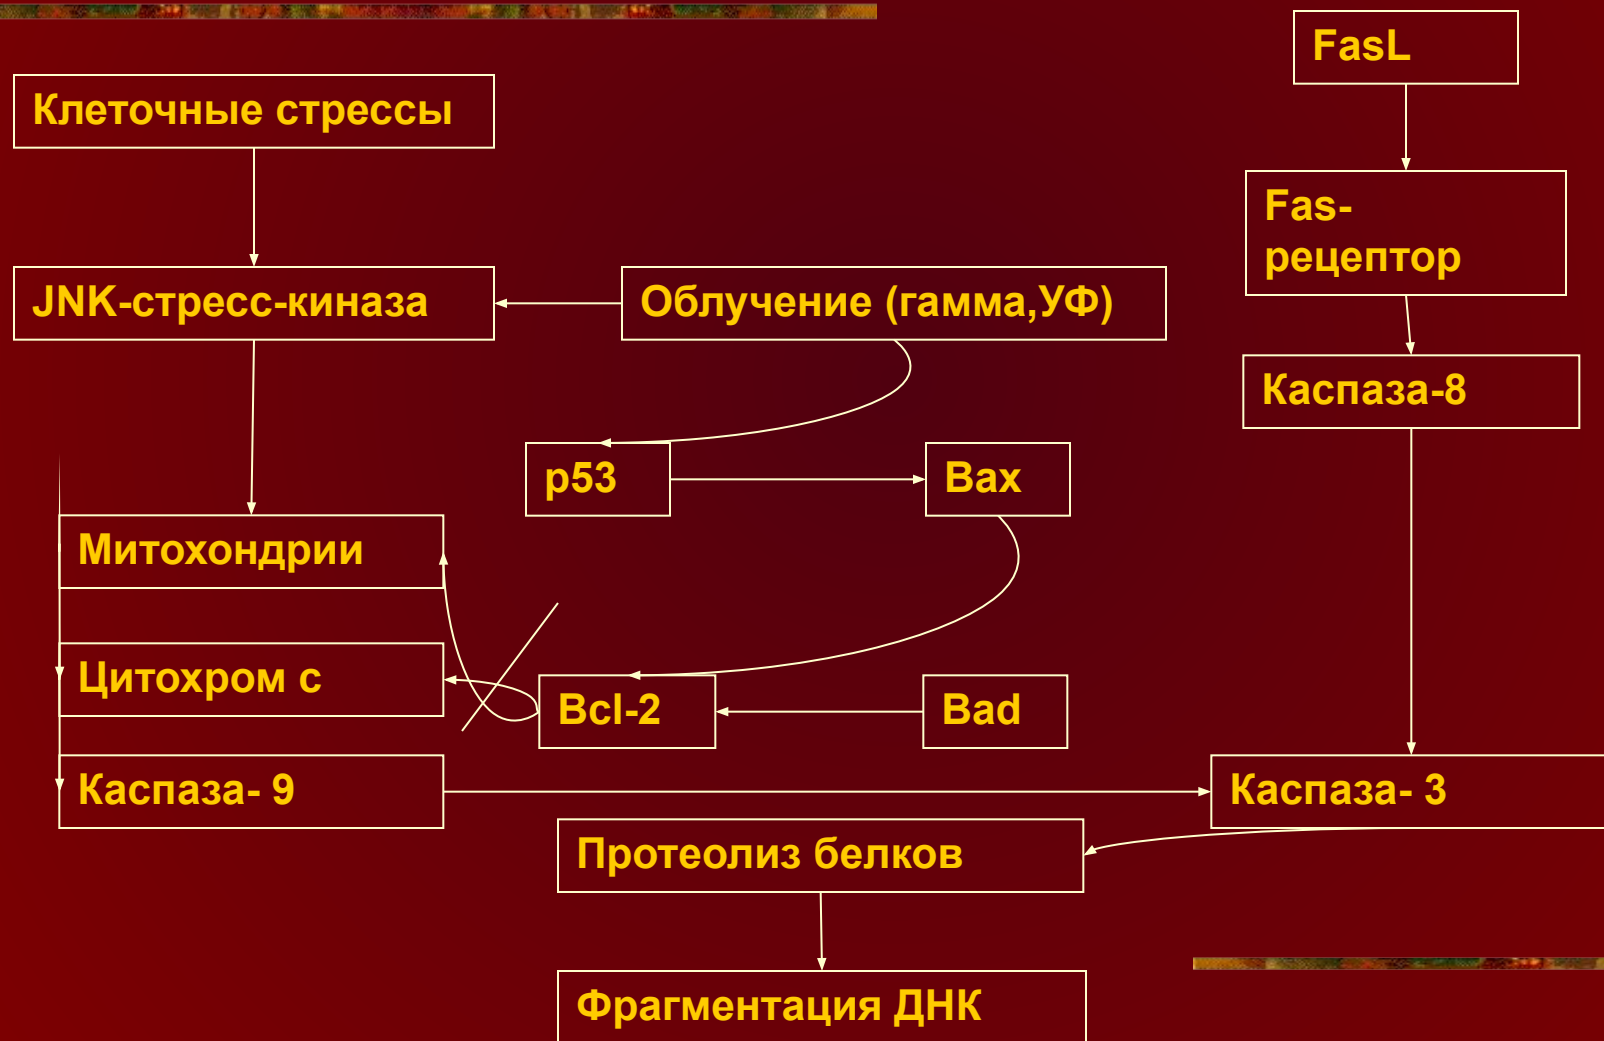 FasL
Клеточные стрессы
Fas-
рецептор
JNK-стресс-киназа
Облучение (гамма,УФ)
Каспаза-8
p53
Bax
Митохондрии
Цитохром с
Bcl-2
Bad
Каспаза- 9
Каспаза- 3
Протеолиз белков
Фрагментация ДНК